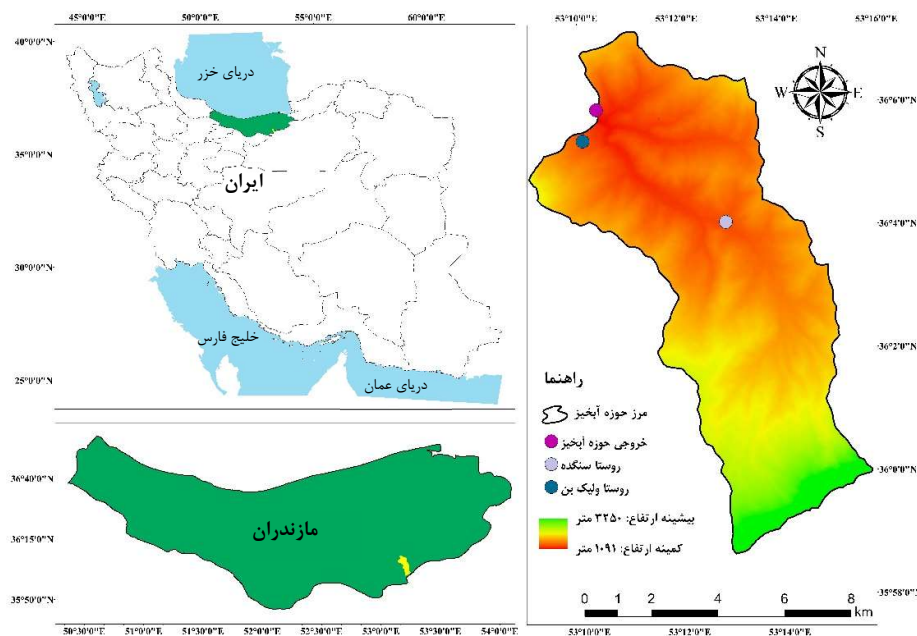 45°0'0"N 50°0'0"N 55°0'0"N 60°0'0"N
40°0'0"N
35°0'0"N
30°0'0"N
25°0'0"N
دریای خزر
ایران
خلیج فارس
دریای عمان
36°40'0"N
36°15'0"N
35°50'0"N
مازندران
50°30'0"N 51°0'0"N 51°30'0"N 52°0'0"N 52°30'0"N 53°0'0"N 53°30'0"N 54°0'0"N
53°10'0"N 53°12'0"N 53°14'0"N 53°16'0"N
N
W E
S
36°6'0"N
36°4'0"N
36°2'0"N
36°0'0"N
35°58'0"N
راهنما
مرز حوزه آبخیز
خروجی حوزه آبخیز
روستا سنگده
روستا ولیک بن
بیشینه ارتفاع: ۳۲۵۰ متر
کمینه ارتفاع: ۱۰۹۱ متر
0 1 2 4 6 8
km
53°10'0"N 53°12'0"N 53°14'0"N